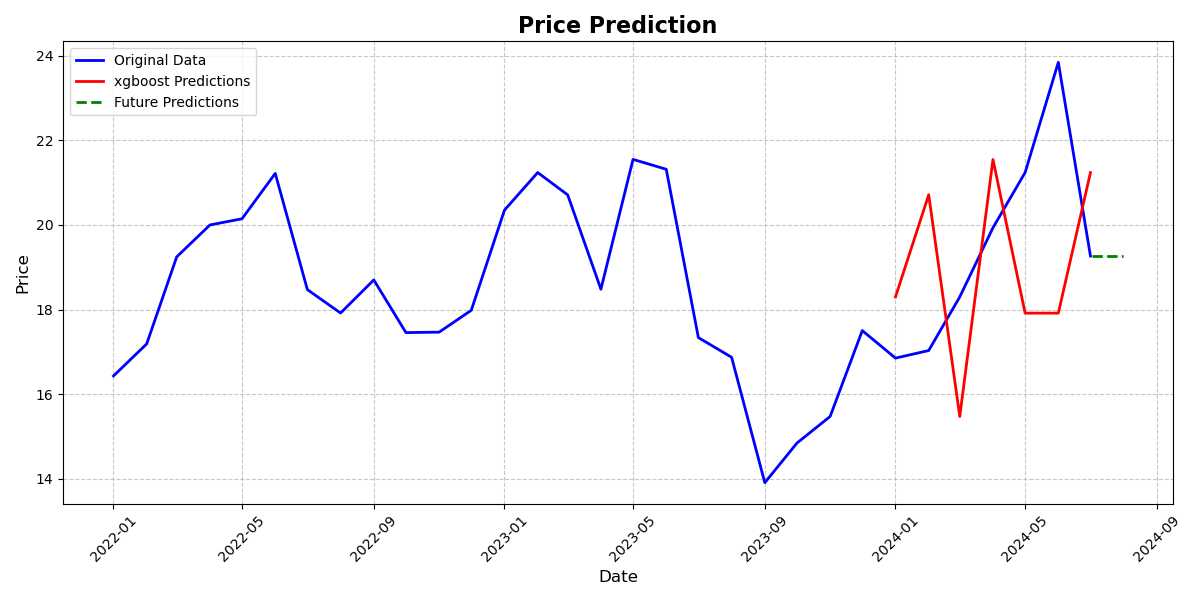 Price Prediction
Original Data
xgboost Predictions
Future Predictions
24
22
20
18
16
14
Price
2022-01
2022-05
2022-09
2023-01
2023-05
2023-09
2024-01
2024-05
2024-09
Date